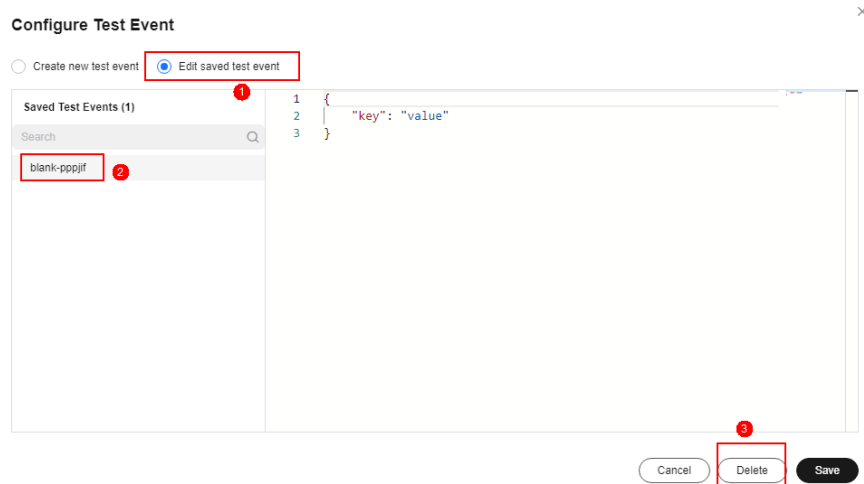 Configure Test Event
Create new test event
Edit saved test event
1
Saved Test Events (1)
Search
blank-pppjif
2
1 {
2 "key": "value"
3 }
3
Cancel
Delete
Save